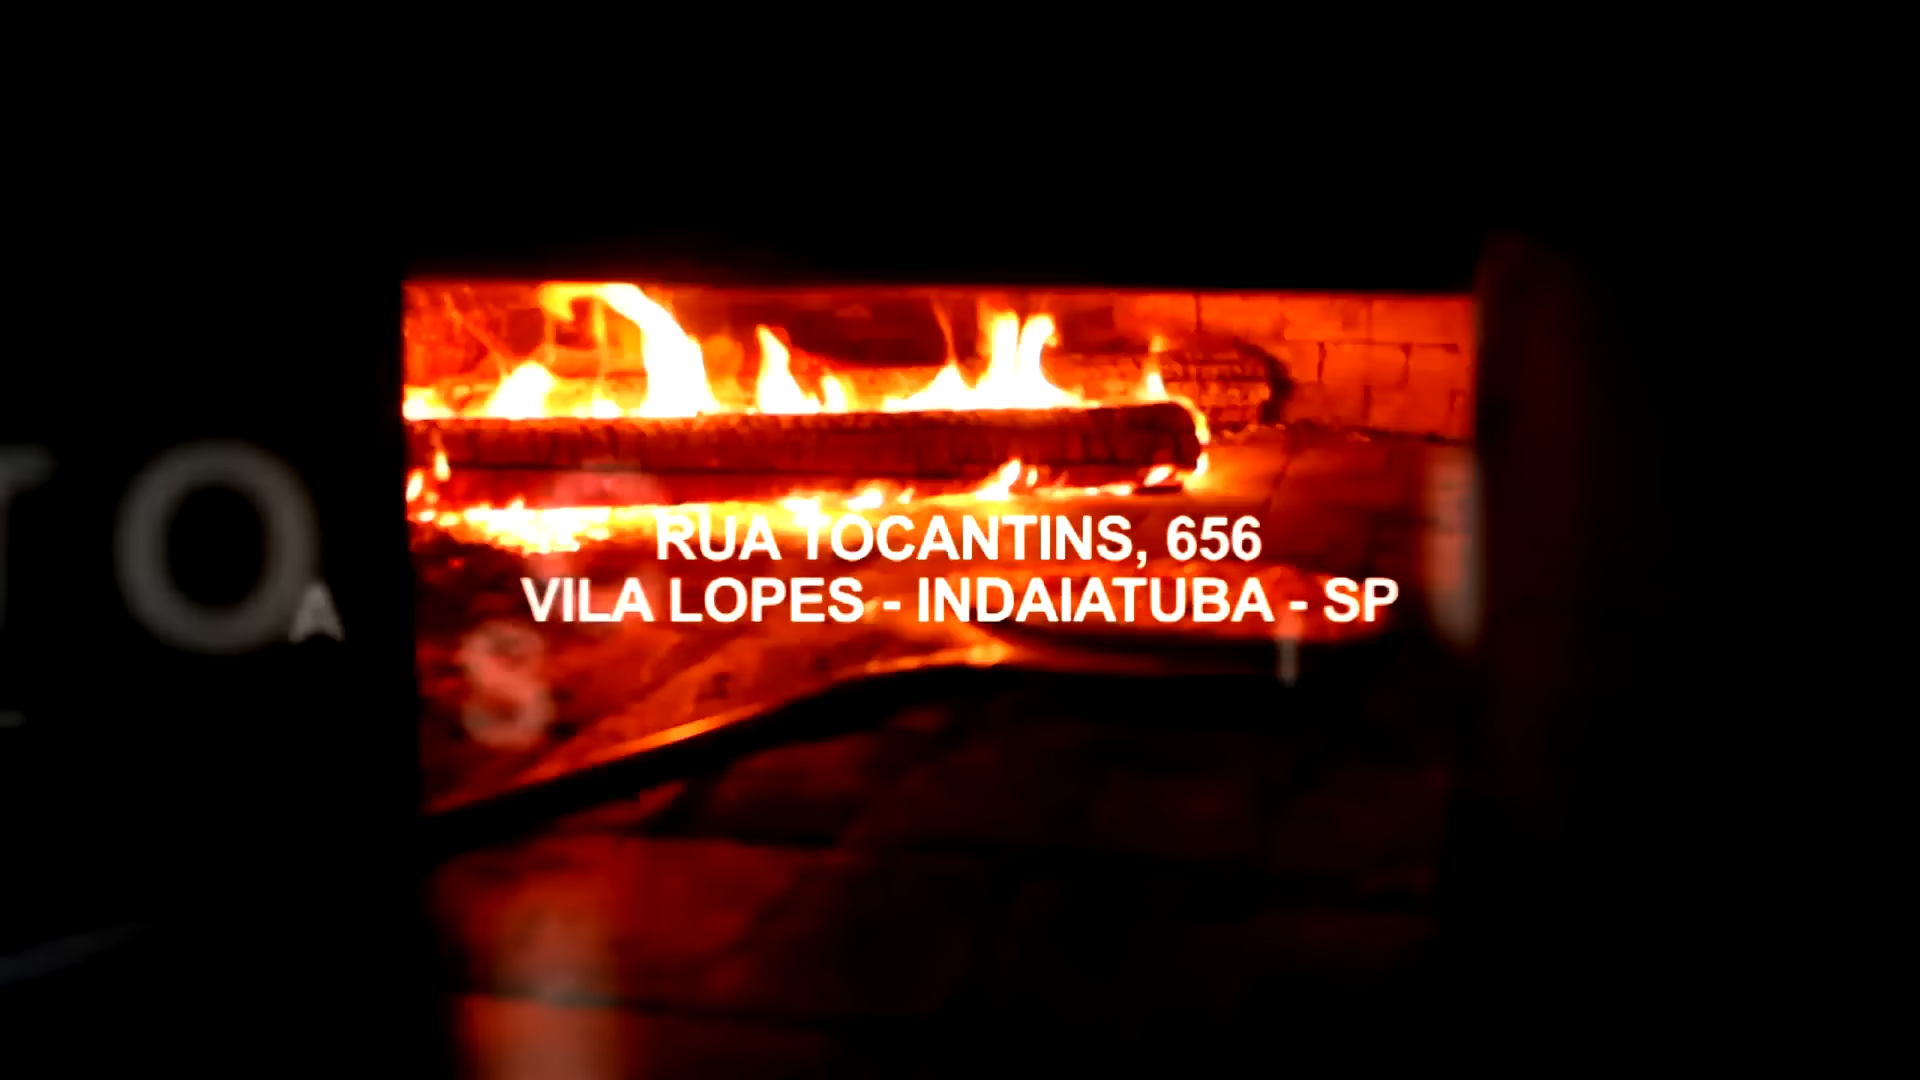 RUA TOCANTINS, 656
VILA LOPES - INDAIATUBA - SP